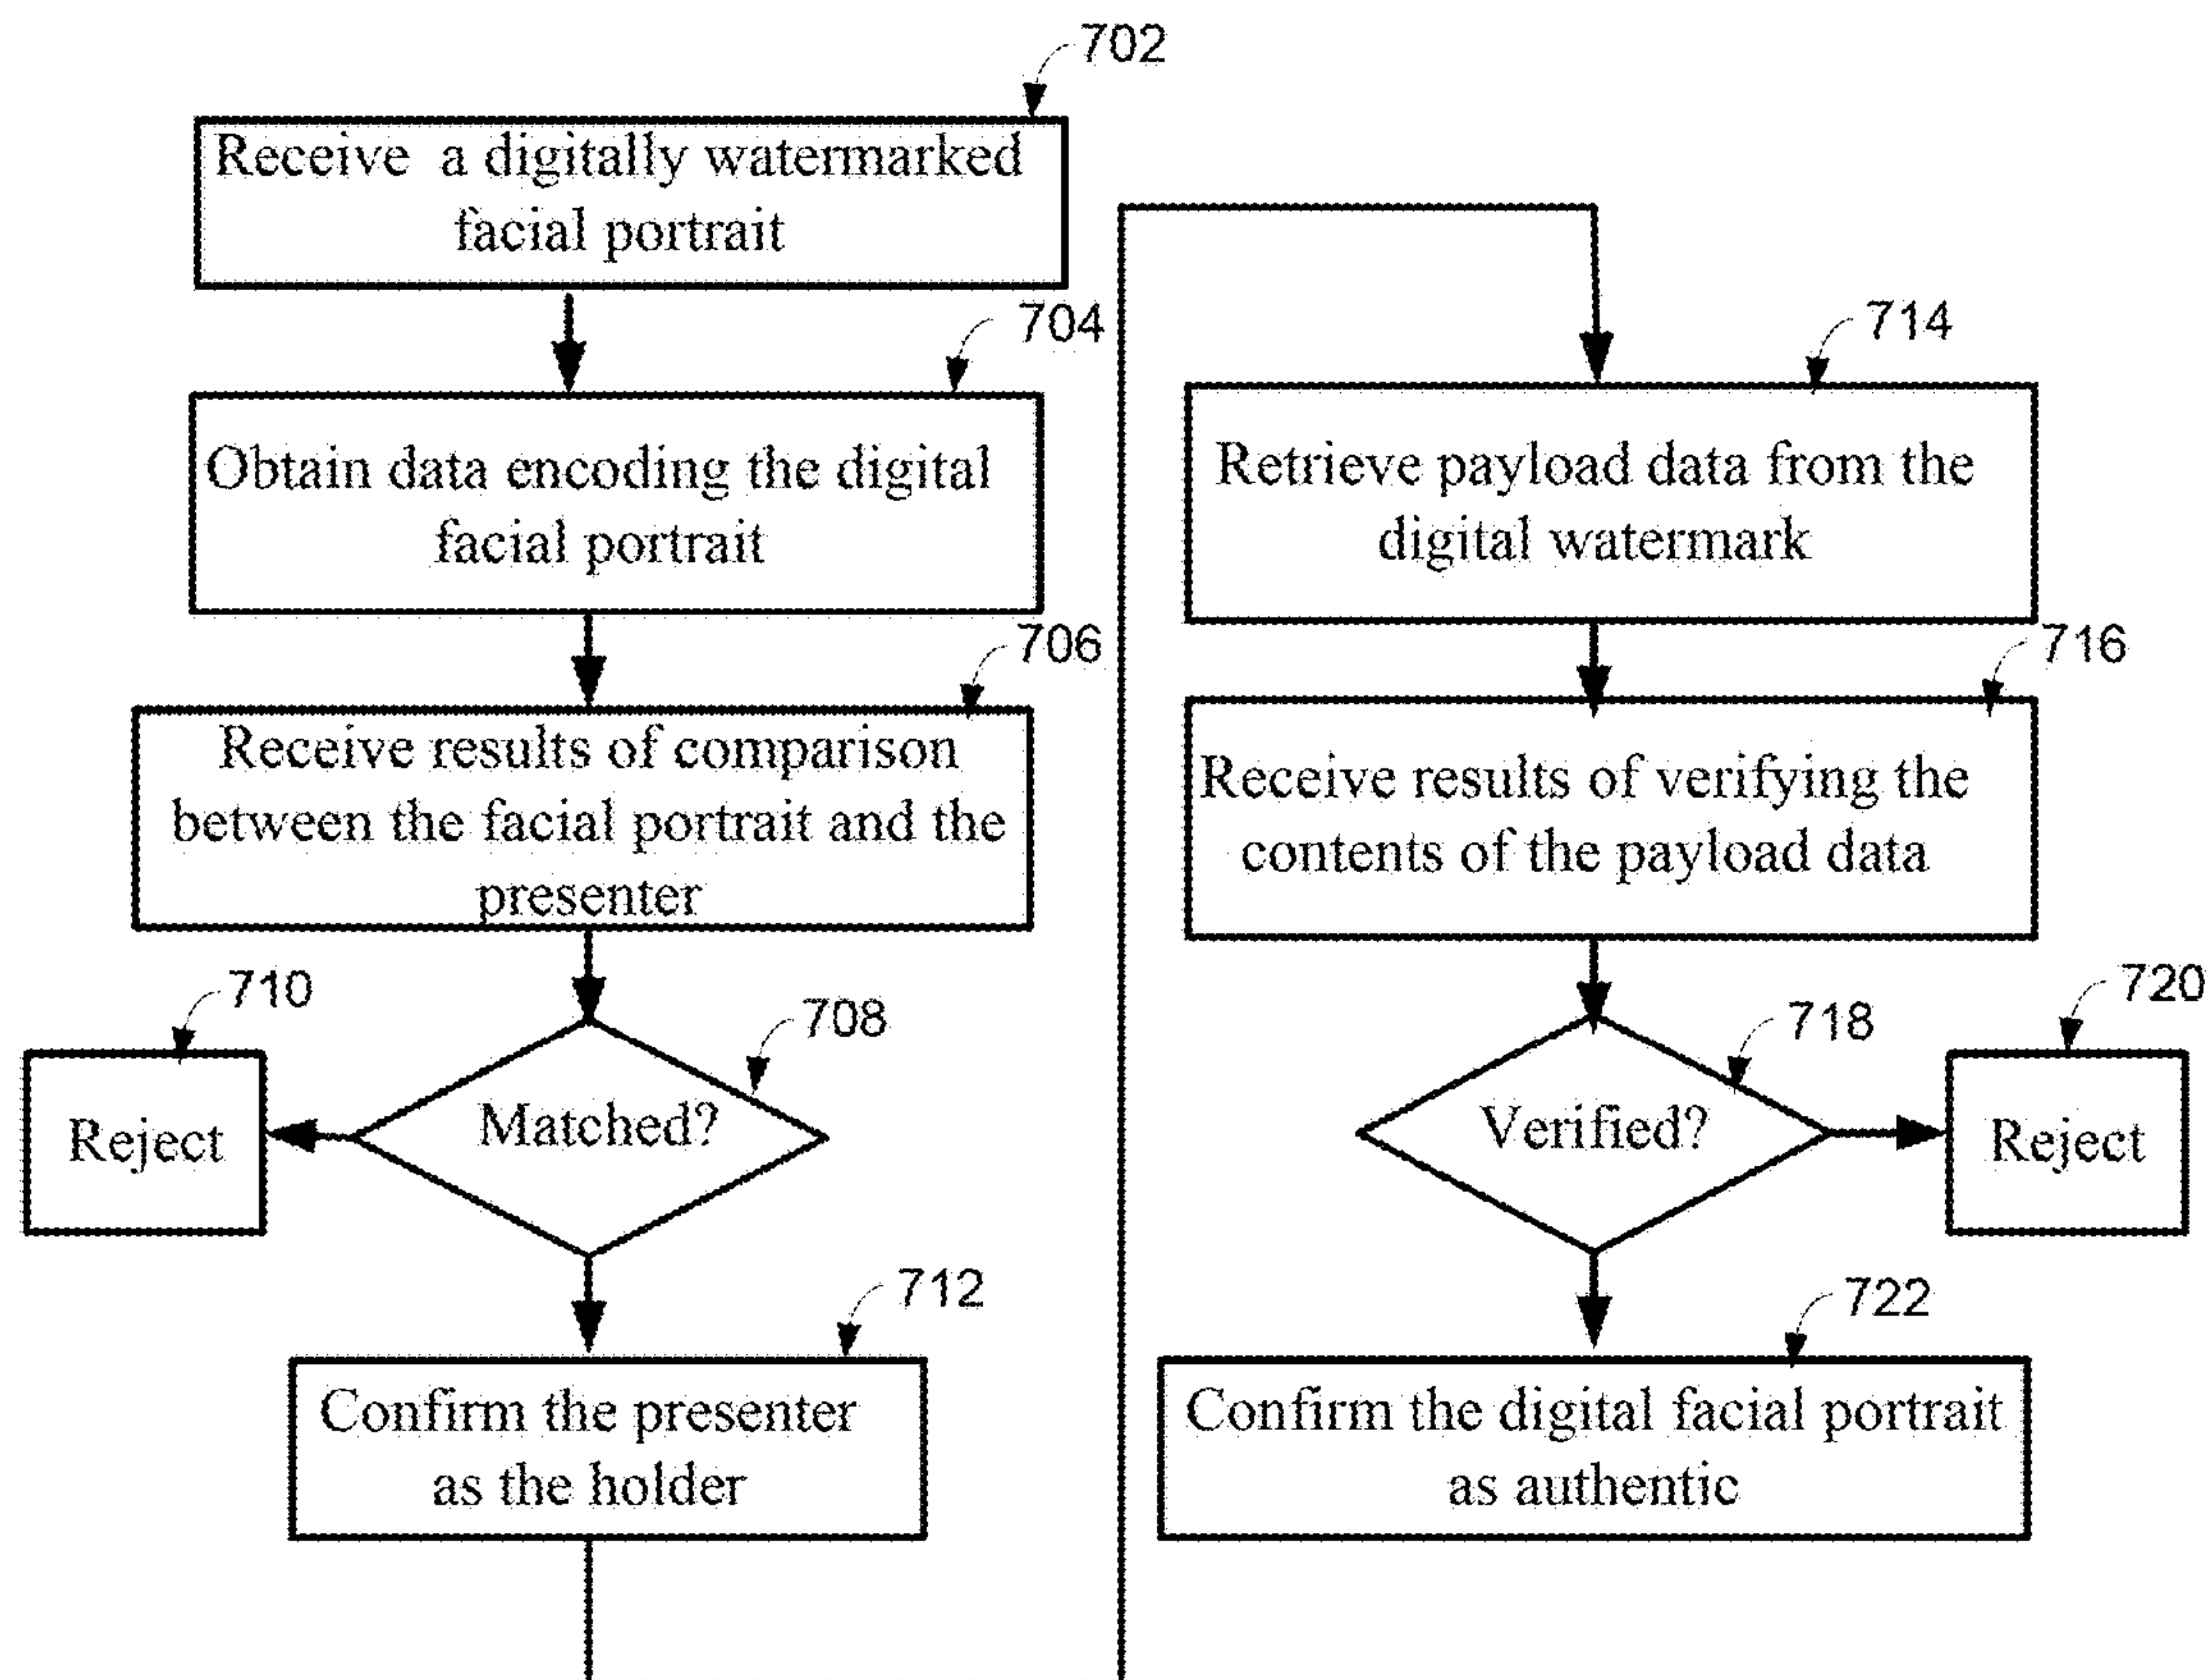 702
Receive a digitally watermarked
facial portrait
704
Obtain data encoding the digital
facial portrait
706
Receive results of comparison
between the facial portrait and the
presenter
708
Matched?
710
Reject
712
Confirm the presenter
as the holder
714
Retrieve payload data from the
digital watermark
716
Receive results of verifying the
contents of the payload data
718
Verified?
720
Reject
722
Confirm the digital facial portrait
as authentic